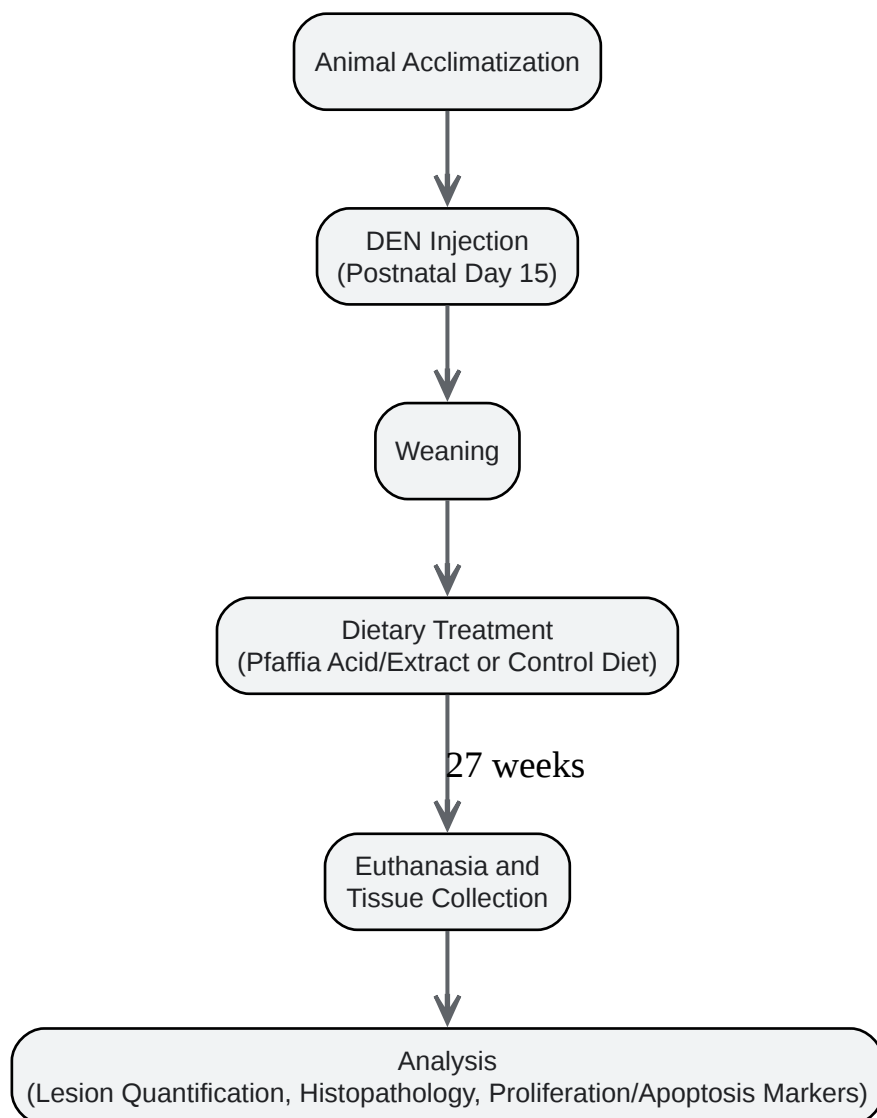 Animal Acclimatization
DEN Injection
(Postnatal Day 15)
Weaning
Dietary Treatment
(Pfaffia Acid/Extract or Control Diet)
27 weeks
Euthanasia and
Tissue Collection
Analysis
(Lesion Quantification, Histopathology, Proliferation/Apoptosis Markers)